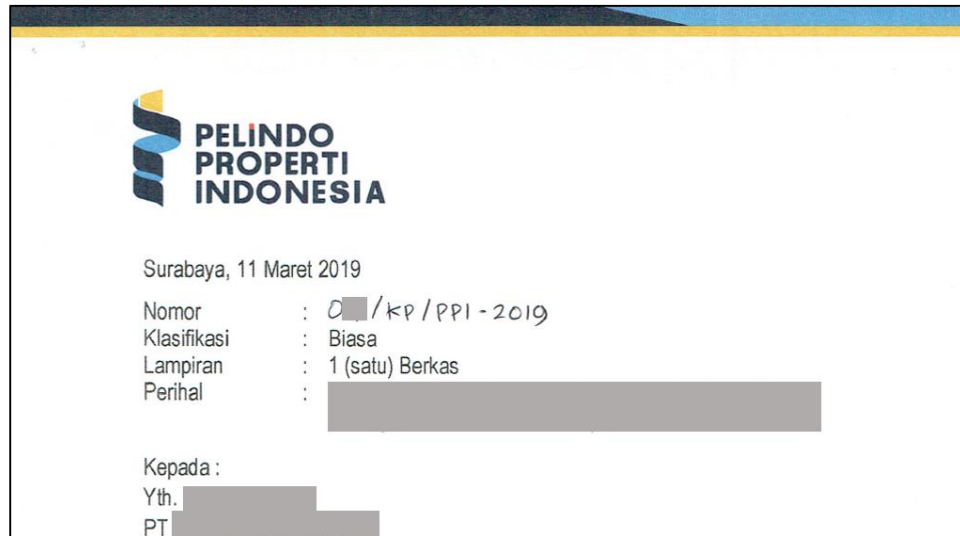 PELINDO
PROPERTI
INDONESIA
Surabaya, 11 Maret 2019
Nomor : 0 /KP/PPI-2019
Klasifikasi : Biasa
Lampiran : 1 (satu) Berkas
Perihal :
Kepada :
Yth.
PT